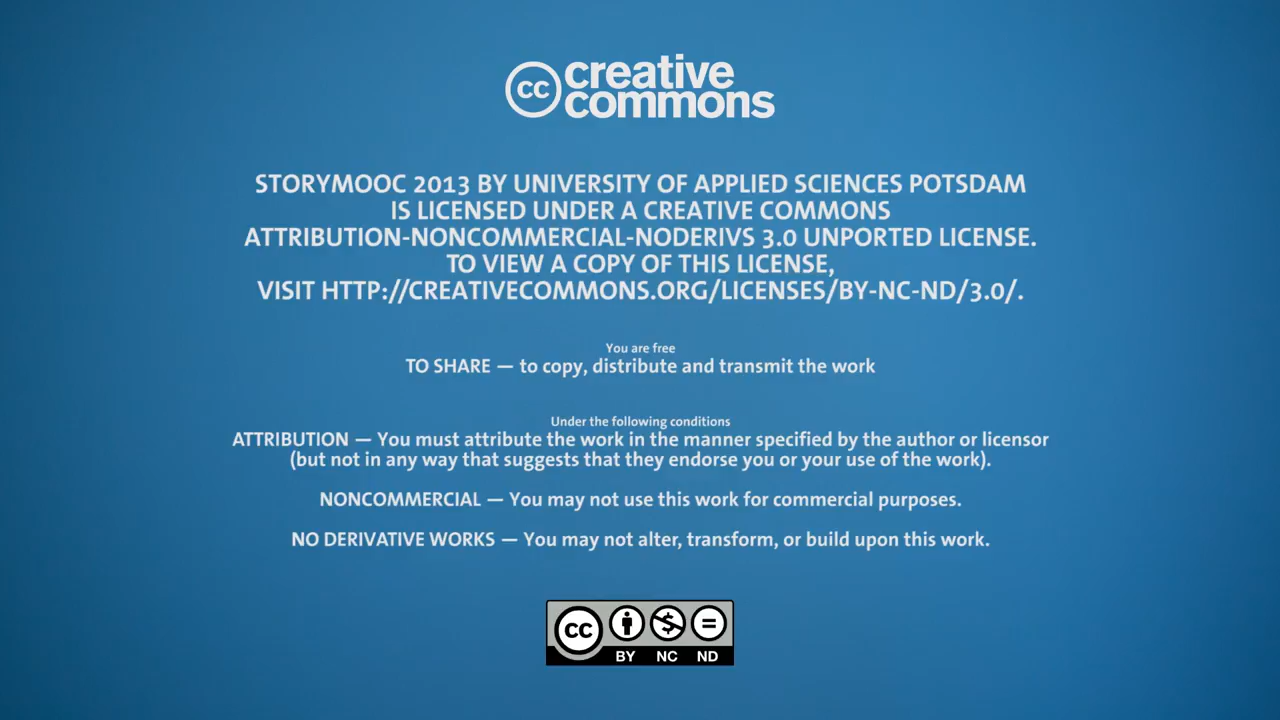 cc creative
commons
STORYMOOC 2013 BY UNIVERSITY OF APPLIED SCIENCES POTSDAM
IS LICENSED UNDER A CREATIVE COMMONS
ATTRIBUTION-NONCOMMERCIAL-NODERIVS 3.0 UNPORTED LICENSE.
TO VIEW A COPY OF THIS LICENSE,
VISIT HTTP://CREATIVECOMMONS.ORG/LICENSES/BY-NC-ND/3.0/.
You are free
TO SHARE — to copy, distribute and transmit the work
Under the following conditions
ATTRIBUTION — You must attribute the work in the manner specified by the author or licensor
(but not in any way that suggests that they endorse you or your use of the work).
NONCOMMERCIAL — You may not use this work for commercial purposes.
NO DERIVATIVE WORKS — You may not alter, transform, or build upon this work.
cc $ =
BY NC ND